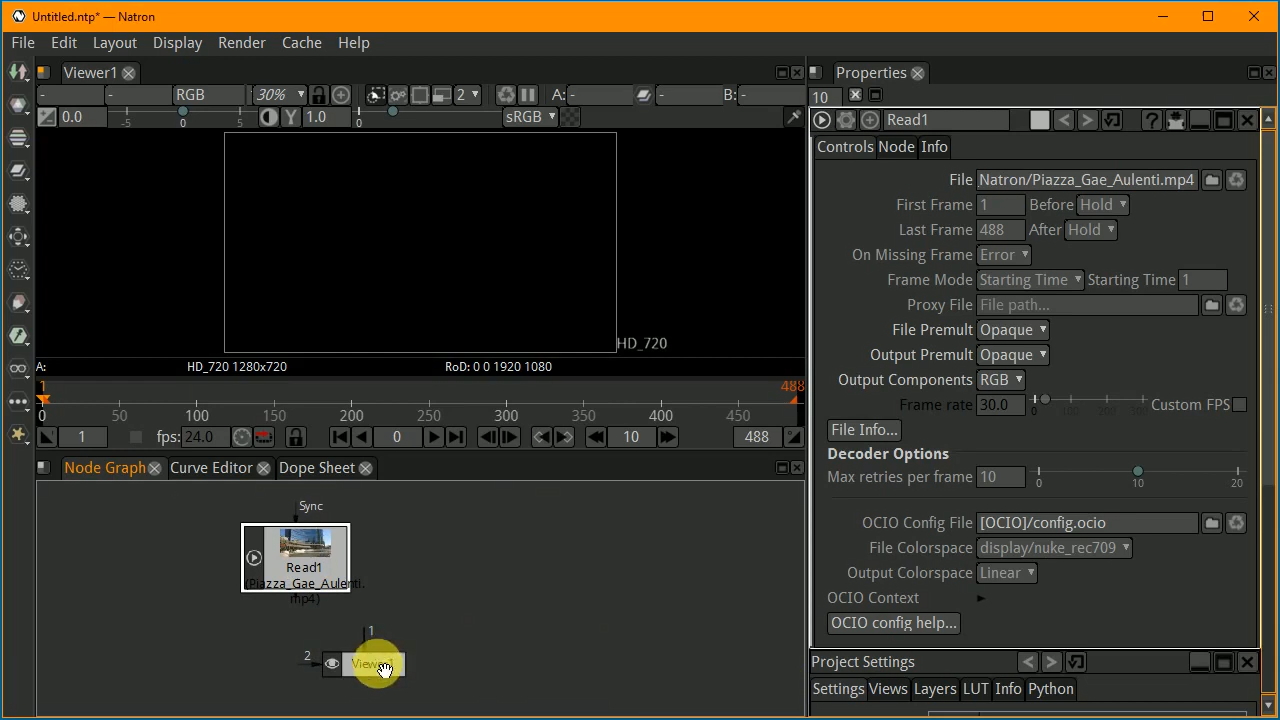 Untitled.ntp* — Natron
File Edit Layout Display Render Cache Help
Viewer1
- - RGB 30% 2 A: - - B: -
0.0 -5 0 5 Y 1.0 0 sRGB
HD_720
A: HD_720 1280x720 RoD: 0 0 1920 1080
1 488
0 50 100 150 200 250 300 350 400 450
1 fps: 24.0 0 10 488
Node Graph Curve Editor Dope Sheet
Sync
Read1
(Piazza_Gae_Aulenti.
mp4)
1
2
Properties
10
Read1
Controls Node Info
File Natron/Piazza_Gae_Aulenti.mp4
First Frame 1 Before Hold
Last Frame 488 After Hold
On Missing Frame Error
Frame Mode Starting Time Starting Time 1
Proxy File File path...
File Premult Opaque
Output Premult Opaque
Output Components RGB
Frame rate 30.0 0 100 200 300 Custom FPS
File Info...
Decoder Options
Max retries per frame 10 0 10 20
OCIO Config File [OCIO]/config.ocio
File Colorspace display/nuke_rec709
Output Colorspace Linear
OCIO Context
OCIO config help...
Project Settings
Settings Views Layers LUT Info Python